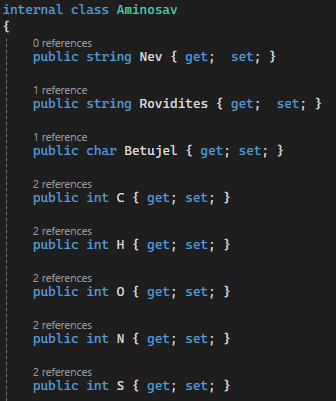 internal class Aminosav
{
0 references
public string Nev { get;  set; }
1 reference
public string Rovidites { get;  set; }
1 reference
public char Betujel { get; set; }
2 references
public int C { get; set; }
2 references
public int H { get; set; }
2 references
public int O { get; set; }
2 references
public int N { get; set; }
2 references
public int S { get; set; }